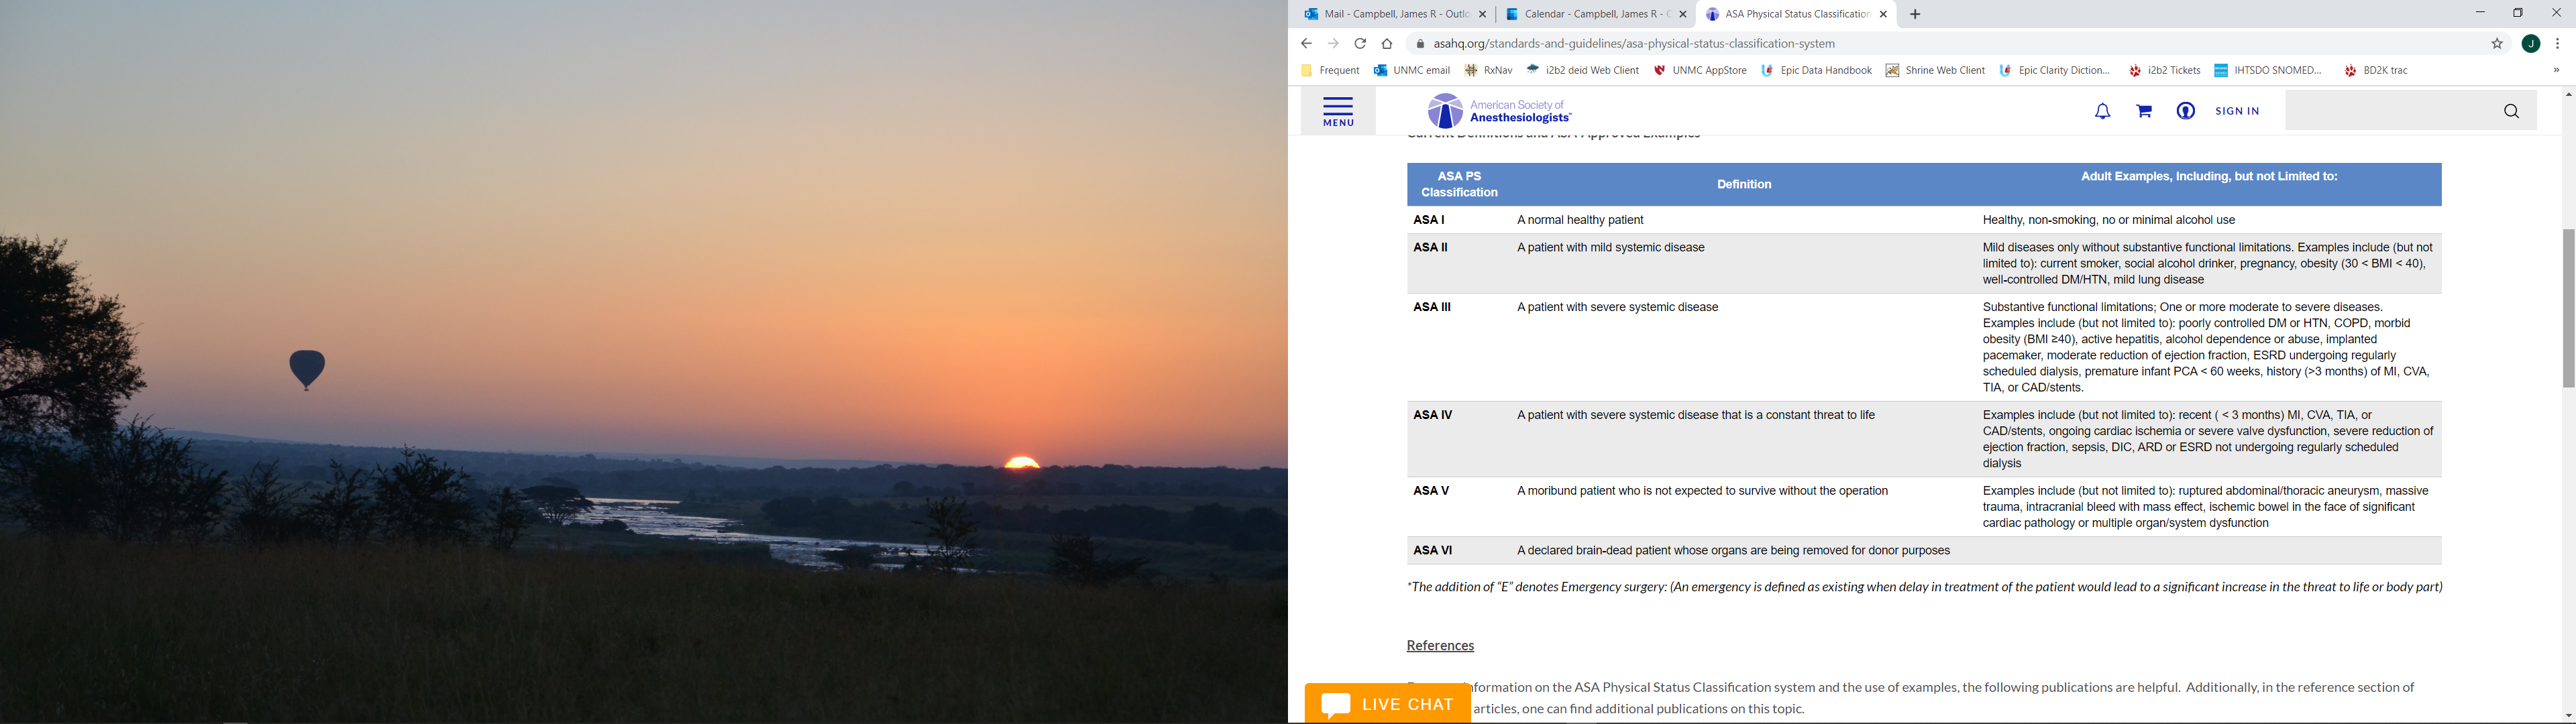 Mail - Campbell, James R - Outlo
Calendar - Campbell, James R - C
ASA Physical Status Classification
asahq.org/standards-and-guidelines/asa-physical-status-classification-system
J
Frequent
UNMC email
RxNav
i2b2 deid Web Client
UNMC AppStore
Epic Data Handbook
Shrine Web Client
Epic Clarity Diction...
i2b2 Tickets
IHTSDO SNOMED...
BD2K trac
»
MENU
American Society of
Anesthesiologists™
SIGN IN
Current Definitions and ASA-Approved Examples
ASA PS
Classification
Definition
Adult Examples, Including, but not Limited to:
ASA I
A normal healthy patient
Healthy, non-smoking, no or minimal alcohol use
ASA II
A patient with mild systemic disease
Mild diseases only without substantive functional limitations. Examples include (but not
limited to): current smoker, social alcohol drinker, pregnancy, obesity (30 < BMI < 40),
well-controlled DM/HTN, mild lung disease
ASA III
A patient with severe systemic disease
Substantive functional limitations; One or more moderate to severe diseases.
Examples include (but not limited to): poorly controlled DM or HTN, COPD, morbid
obesity (BMI ≥40), active hepatitis, alcohol dependence or abuse, implanted
pacemaker, moderate reduction of ejection fraction, ESRD undergoing regularly
scheduled dialysis, premature infant PCA < 60 weeks, history (>3 months) of MI, CVA,
TIA, or CAD/stents.
ASA IV
A patient with severe systemic disease that is a constant threat to life
Examples include (but not limited to): recent ( < 3 months) MI, CVA, TIA, or
CAD/stents, ongoing cardiac ischemia or severe valve dysfunction, severe reduction of
ejection fraction, sepsis, DIC, ARD or ESRD not undergoing regularly scheduled
dialysis
ASA V
A moribund patient who is not expected to survive without the operation
Examples include (but not limited to): ruptured abdominal/thoracic aneurysm, massive
trauma, intracranial bleed with mass effect, ischemic bowel in the face of significant
cardiac pathology or multiple organ/system dysfunction
ASA VI
A declared brain-dead patient whose organs are being removed for donor purposes
*The addition of “E” denotes Emergency surgery: (An emergency is defined as existing when delay in treatment of the patient would lead to a significant increase in the threat to life or body part)
References
information on the ASA Physical Status Classification system and the use of examples, the following publications are helpful. Additionally, in the reference section of
articles, one can find additional publications on this topic.
LIVE CHAT